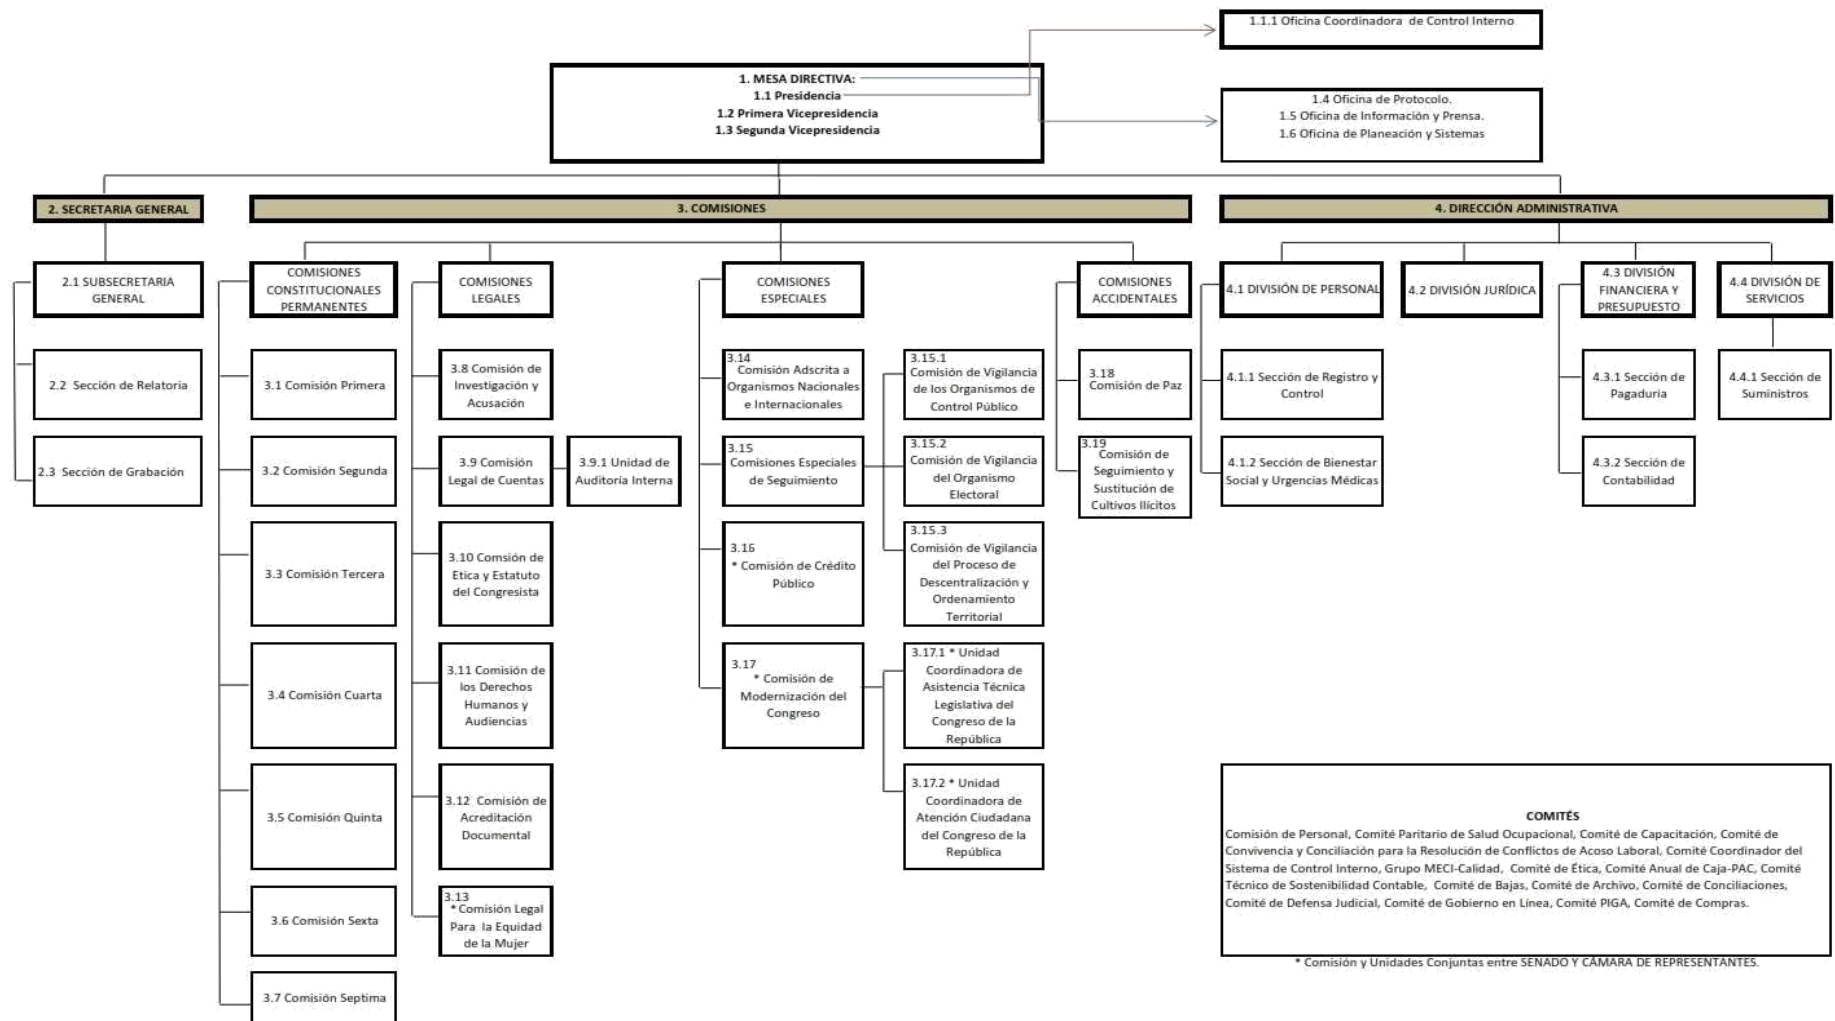 1.1.1 Oficina Coordinadora de Control Interno
1. MESA DIRECTIVA:
1.1 Presidencia
1.2 Primera Vicepresidencia
1.3 Segunda Vicepresidencia
1.4 Oficina de Protocolo.
1.5 Oficina de Información y Prensa.
1.6 Oficina de Planeación y Sistemas
2. SECRETARIA GENERAL
3. COMISIONES
4. DIRECCIÓN ADMINISTRATIVA
2.1 SUBSECRETARIA
GENERAL
2.2 Sección de Relatoria
2.3 Sección de Grabación
COMISIONES
CONSTITUCIONALES
PERMANENTES
3.1 Comisión Primera
3.2 Comisión Segunda
3.3 Comisión Tercera
3.4 Comisión Cuarta
3.5 Comisión Quinta
3.6 Comisión Sexta
3.7 Comisión Septima
COMISIONES
LEGALES
3.8 Comisión de
Investigación y
Acusación
3.9 Comisión
Legal de Cuentas
3.9.1 Unidad de
Auditoría Interna
3.10 Comsión de
Etica y Estatuto
del Congresista
3.11 Comisión de
los Derechos
Humanos y
Audiencias
3.12 Comisión de
Acreditación
Documental
3.13
* Comisión Legal
Para la Equidad
de la Mujer
COMISIONES
ESPECIALES
3.14
Comisión Adscrita a
Organismos Nacionales
e Internacionales
3.15
Comisiones Especiales
de Seguimiento
3.16
* Comisión de Crédito
Público
3.17
* Comisión de
Modernización del
Congreso
3.15.1
Comisión de Vigilancia
de los Organismos de
Control Público
3.15.2
Comisión de Vigilancia
del Organismo
Electoral
3.15.3
Comisión de Vigilancia
del Proceso de
Descentralización y
Ordenamiento
Territorial
3.17.1 * Unidad
Coordinadora de
Asistencia Técnica
Legislativa del
Congreso de la
República
3.17.2 * Unidad
Coordinadora de
Atención Ciudadana
del Congreso de la
República
COMISIONES
ACCIDENTALES
3.18
Comisión de Paz
3.19
Comisión de
Seguimiento y
Sustitución de
Cultivos Ilícitos
4.1 DIVISIÓN DE PERSONAL
4.1.1 Sección de Registro y
Control
4.1.2 Sección de Bienestar
Social y Urgencias Médicas
4.2 DIVISIÓN JURÍDICA
4.3 DIVISIÓN
FINANCIERA Y
PRESUPUESTO
4.3.1 Sección de
Pagaduria
4.3.2 Sección de
Contabilidad
4.4 DIVISIÓN DE
SERVICIOS
4.4.1 Sección de
Suministros
COMITÉS
Comisión de Personal, Comité Paritario de Salud Ocupacional, Comité de Capacitación, Comité de
Convivencia y Conciliación para la Resolución de Conflictos de Acoso Laboral, Comité Coordinador del
Sistema de Control Interno, Grupo MECI-Calidad, Comité de Ética, Comité Anual de Caja-PAC, Comité
Técnico de Sostenibilidad Contable, Comité de Bajas, Comité de Archivo, Comité de Conciliaciones,
Comité de Defensa Judicial, Comité de Gobierno en Línea, Comité PIGA, Comité de Compras.
* Comisión y Unidades Conjuntas entre SENADO Y CÁMARA DE REPRESENTANTES.